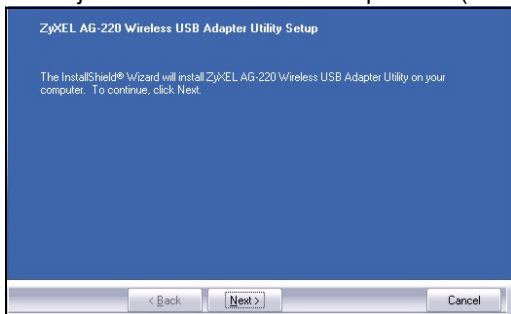 ZyXEL AG-220 Wireless USB Adapter Utility Setup
The InstallShield® Wizard will install ZyXEL AG-220 Wireless USB Adapter Utility on your
computer. To continue, click Next.
< Back Next > Cancel